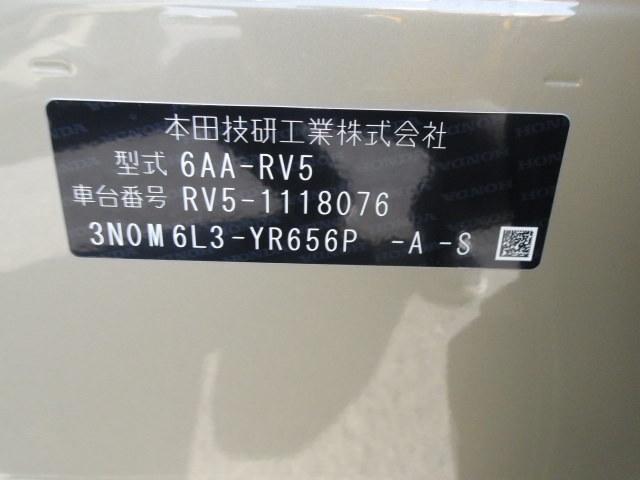 本田技研工業株式会社
型式 6AA-RV5
車台番号 RV5-1118076
3N0M6L3-YR656P -A -S